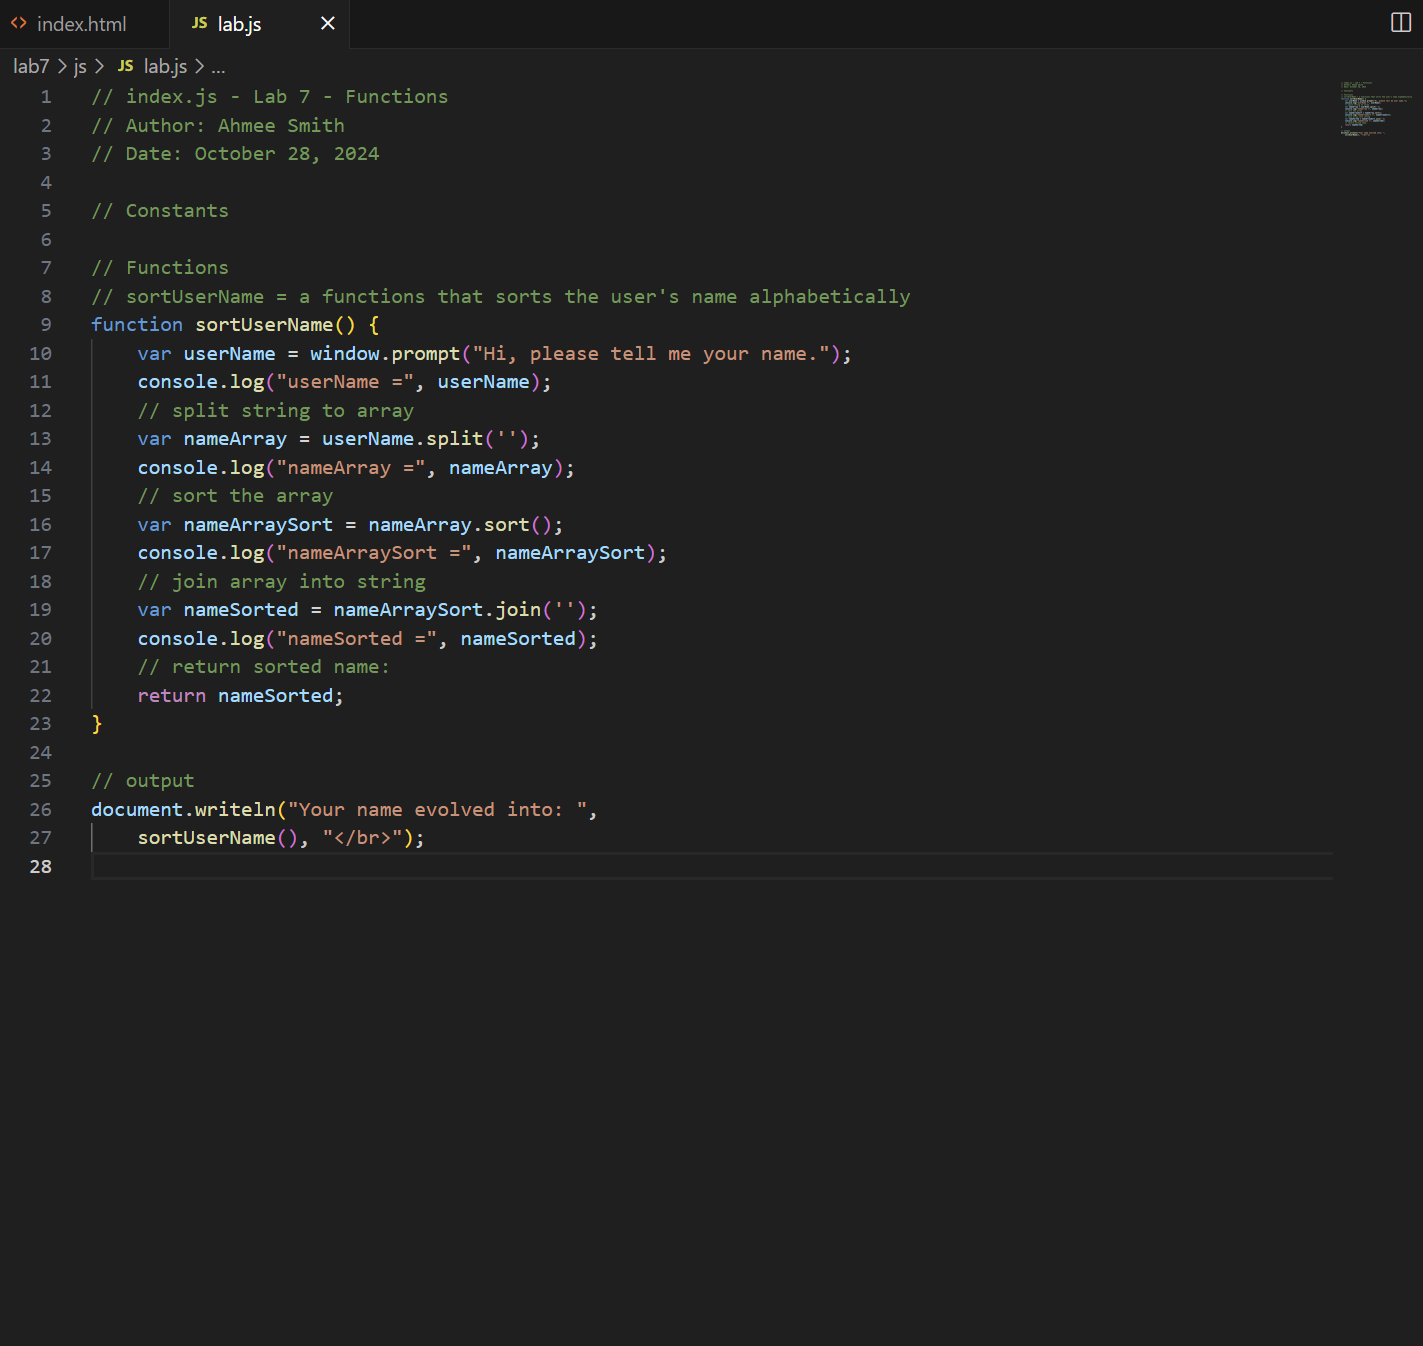 index.html
JS lab.js
lab7 > js > JS lab.js > ...
1 // index.js - Lab 7 - Functions
2 // Author: Ahmee Smith
3 // Date: October 28, 2024
4
5 // Constants
6
7 // Functions
8 // sortUserName = a functions that sorts the user's name alphabetically
9 function sortUserName() {
10     var userName = window.prompt("Hi, please tell me your name.");
11     console.log("userName =", userName);
12     // split string to array
13     var nameArray = userName.split('');
14     console.log("nameArray =", nameArray);
15     // sort the array
16     var nameArraySort = nameArray.sort();
17     console.log("nameArraySort =", nameArraySort);
18     // join array into string
19     var nameSorted = nameArraySort.join('');
20     console.log("nameSorted =", nameSorted);
21     // return sorted name:
22     return nameSorted;
23 }
24
25 // output
26 document.writeln("Your name evolved into: ",
27     sortUserName(), "</br>");
28